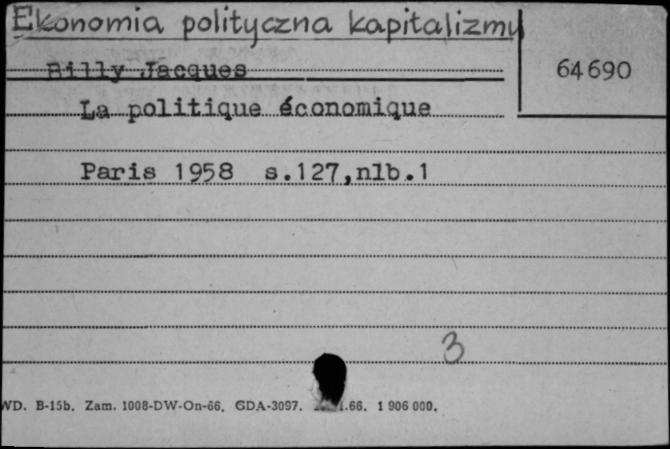 Ekonomia polityczna kapitalizmu
64690
Billy Jacques
La politique économique
Paris 1958 s.127,nlb.1
3
WD. B-15b. Zam. 1008-DW-On-66. GDA-3097. .66. 1 906 000.